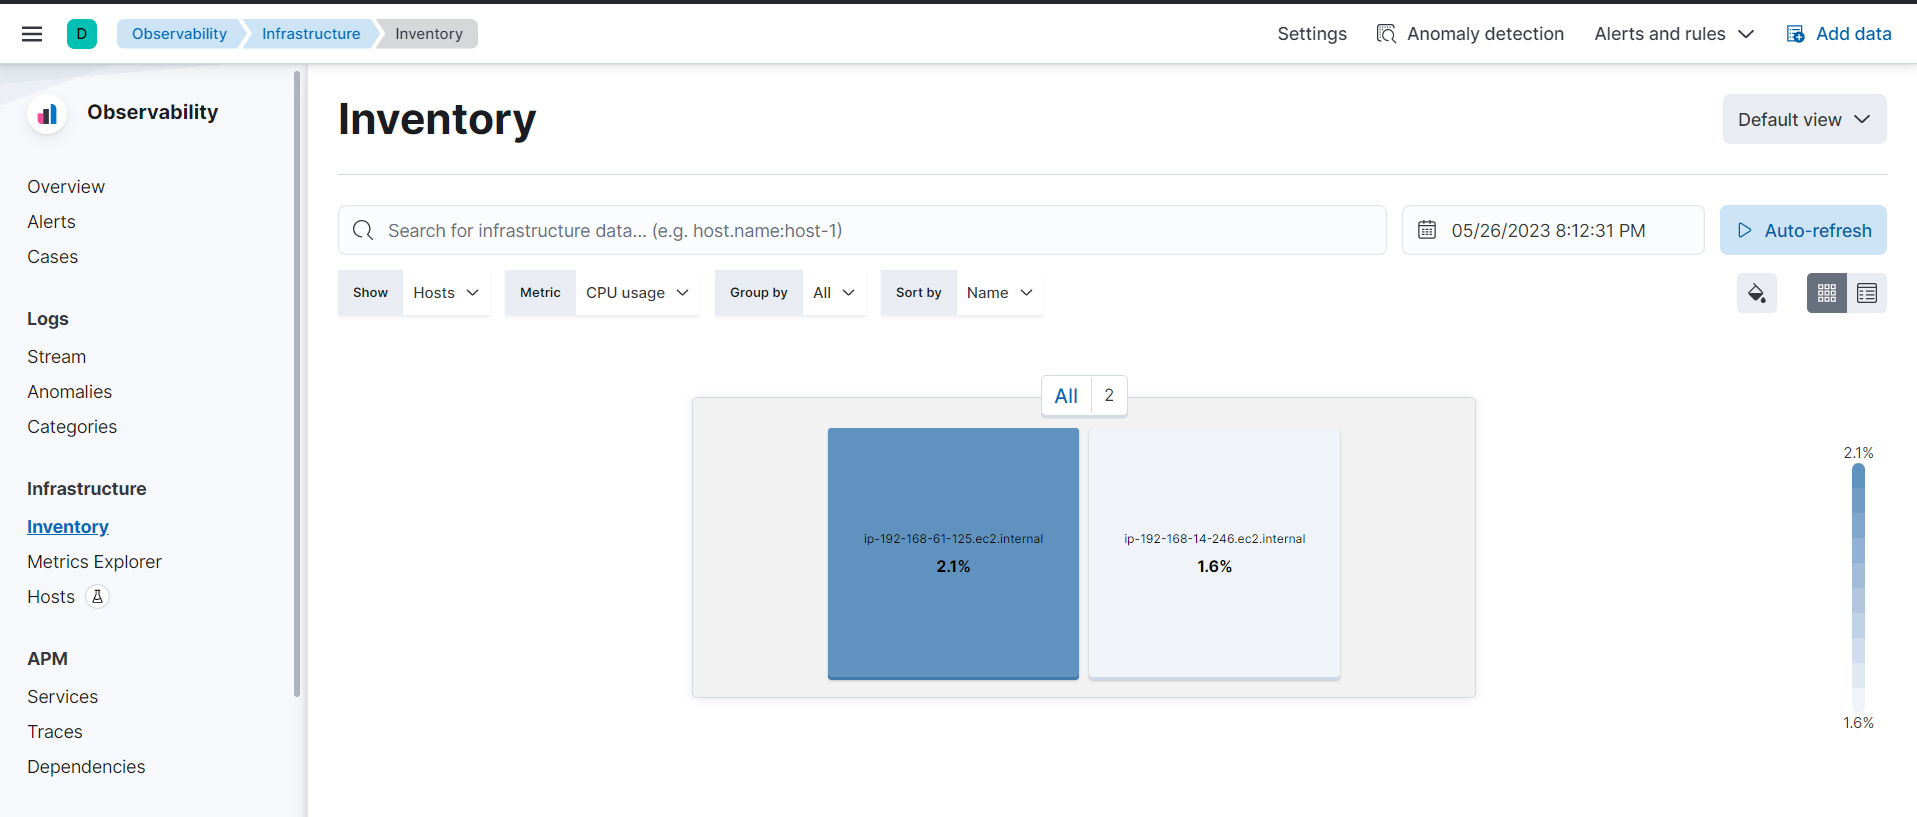 D
Observability
Infrastructure
Inventory
Settings
Anomaly detection
Alerts and rules
Add data
Observability
Overview
Alerts
Cases
Logs
Stream
Anomalies
Categories
Infrastructure
Inventory
Metrics Explorer
Hosts
APM
Services
Traces
Dependencies
Inventory
Default view
Search for infrastructure data... (e.g. host.name:host-1)
05/26/2023 8:12:31 PM
Auto-refresh
Show Hosts
Metric CPU usage
Group by All
Sort by Name
All 2
ip-192-168-61-125.ec2.internal
2.1%
ip-192-168-14-246.ec2.internal
1.6%
2.1%
1.6%